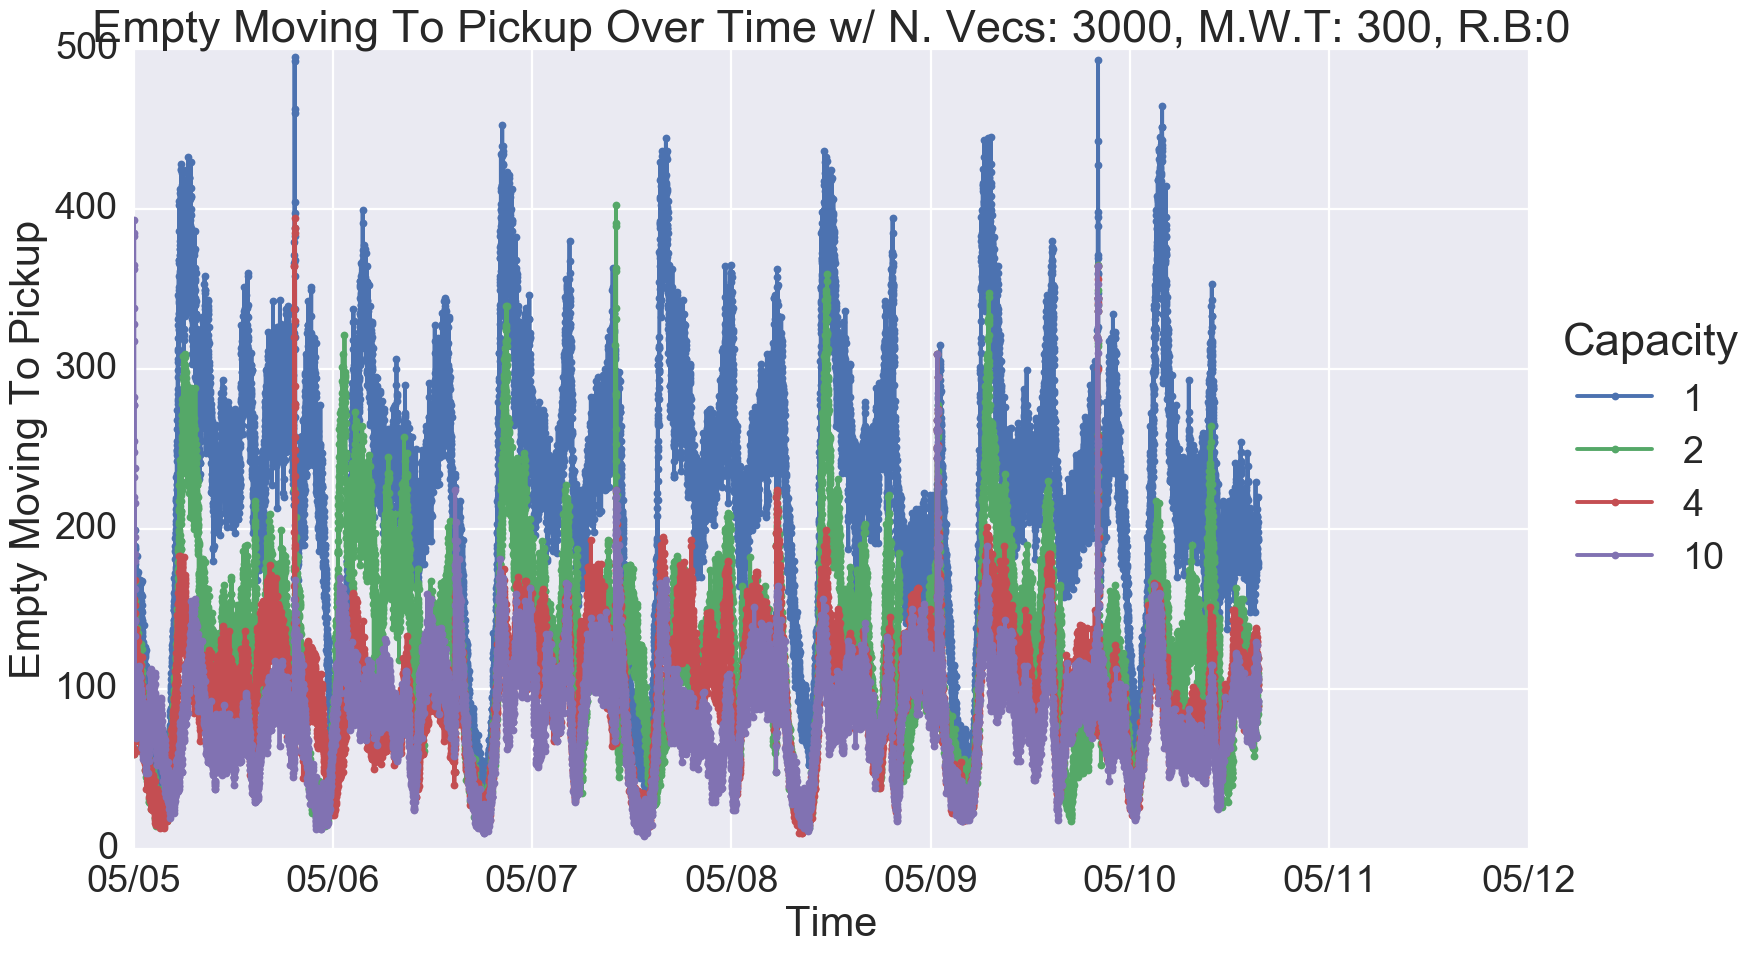 Empty Moving To Pickup Over Time w/ N. Vecs: 3000, M.W.T: 300, R.B:0
500
400
300
200
100
0
Empty Moving To Pickup
05/05 05/06 05/07 05/08 05/09 05/10 05/11 05/12
Time
Capacity
1
2
4
10